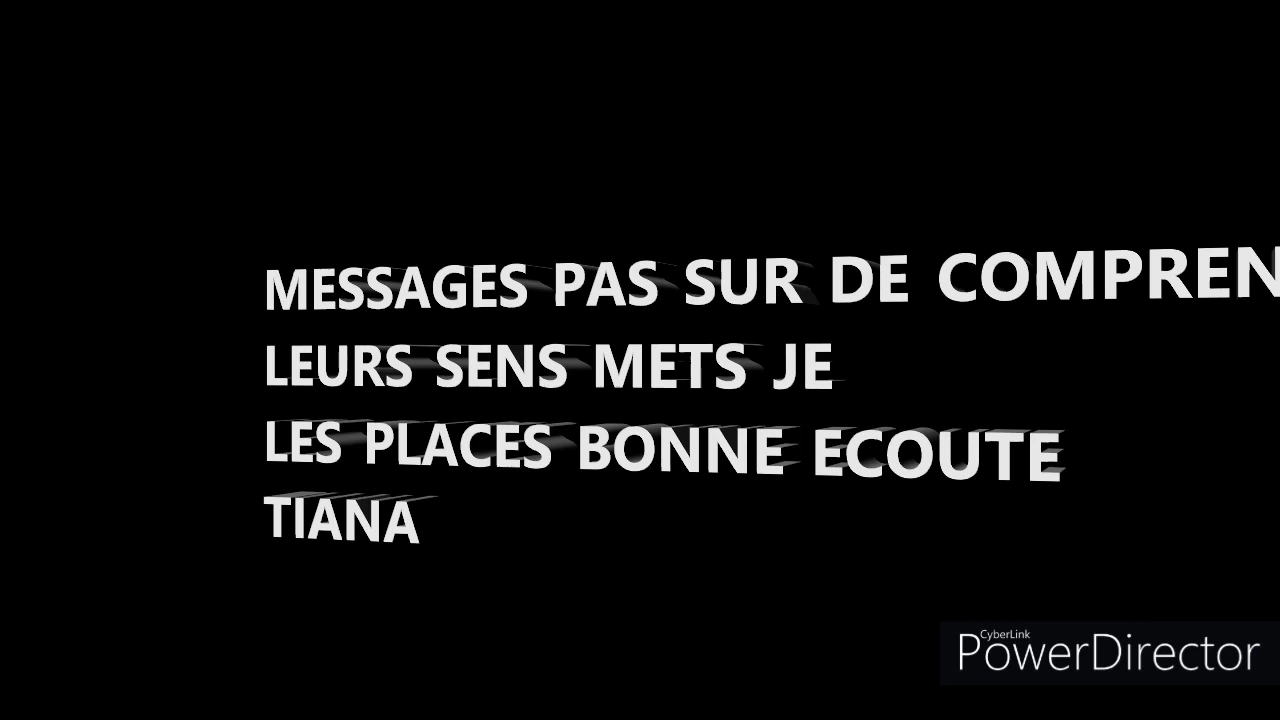 MESSAGES PAS SUR DE COMPREN
LEURS SENS METS JE
LES PLACES BONNE ECOUTE
TIANA
CyberLink
PowerDirector